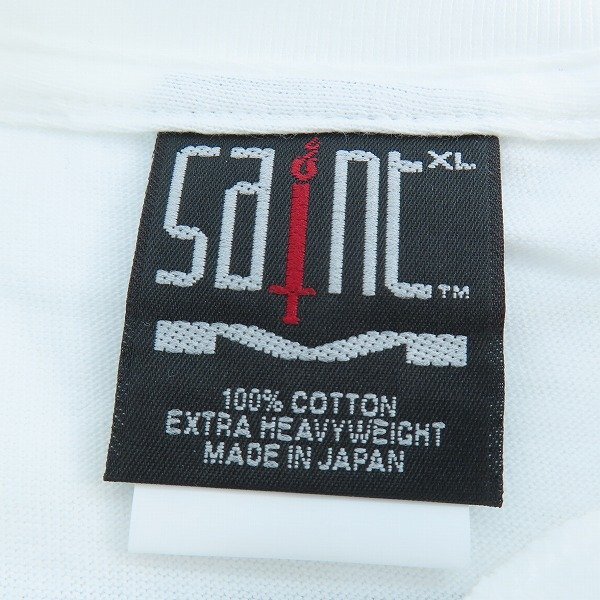 saint XL
TM
100% COTTON
EXTRA HEAVYWEIGHT
MADE IN JAPAN